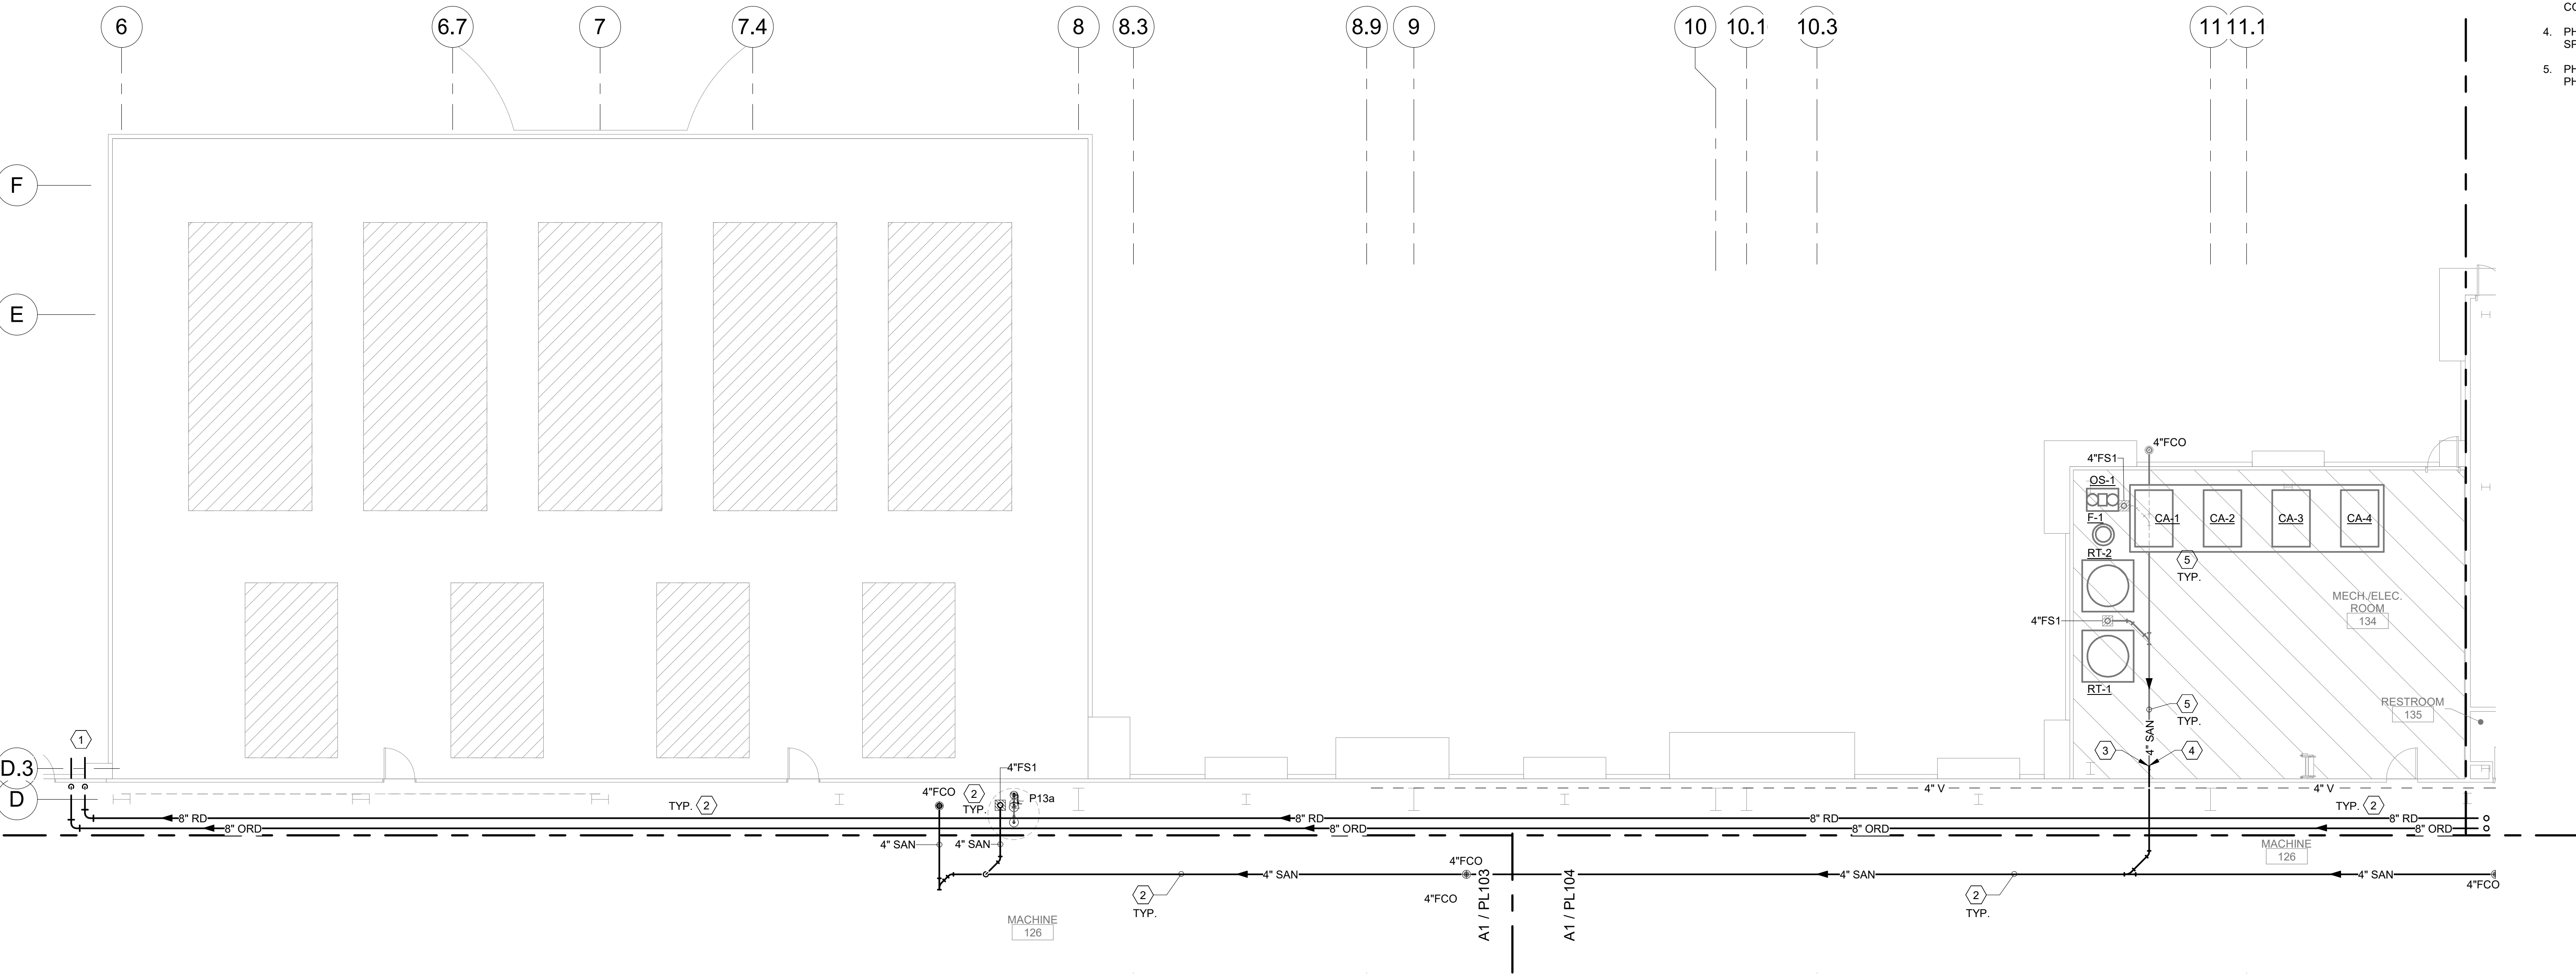 6
6.7
7
7.4
8
8.3
8.9
9
10
10.1
10.3
11
11.1
4. PH
5. PH
PH
F
E
4"FCO
4"FS1
OS-1
F-1
CA-1
CA-2
CA-3
CA-4
RT-2
5
TYP.
MECH./ELEC.
ROOM
134
4"FS1
RT-1
5
TYP.
RESTROOM
135
4" SAN
3
4
1
D.3
D
4"FS1
4"FCO
2
TYP.
P13a
TYP. 2
4" V
4" V
TYP. 2
8" RD
8" RD
8" RD
8" RD
8" ORD
8" ORD
8" ORD
8" ORD
4" SAN
4" SAN
MACHINE
126
4"FCO
4" SAN
4" SAN
4" SAN
4"FCO
4"FCO
2
TYP.
2
TYP.
A1 / PL103
A1 / PL104
MACHINE
126